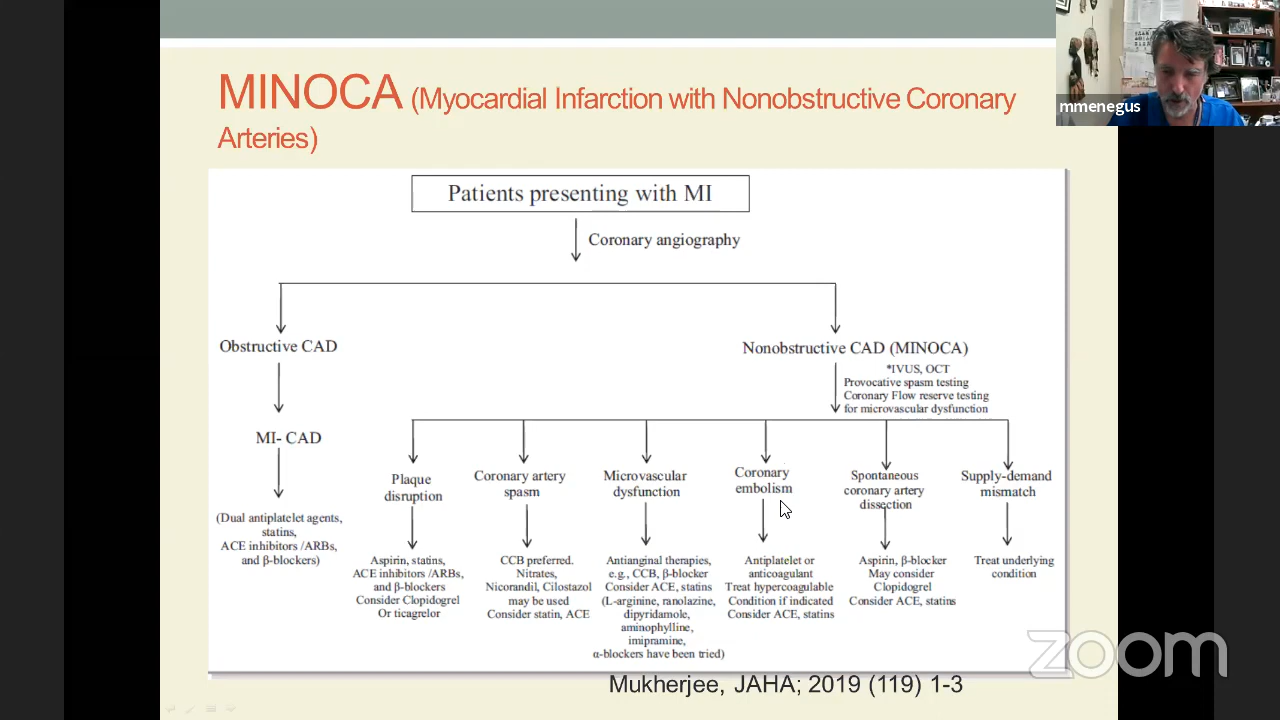 MINOCA (Myocardial Infarction with Nonobstructive Coronary
Arteries)
mmenegus
Patients presenting with MI
Coronary angiography
Obstructive CAD
Nonobstructive CAD (MINOCA)
*IVUS, OCT
Provocative spasm testing
Coronary Flow reserve testing
for microvascular dysfunction
MI- CAD
(Dual antiplatelet agents,
statins,
ACE inhibitors /ARBs,
and β-blockers)
Plaque
disruption
Aspirin, statins,
ACE inhibitors /ARBs,
and β-blockers
Consider Clopidogrel
Or ticagrelor
Coronary artery
spasm
CCB preferred.
Nitrates,
Nicorandil, Cilostazol
may be used
Consider statin, ACE
Microvascular
dysfunction
Antianginal therapies,
e.g., CCB, β-blocker
Consider ACE, statins
(L-arginine, ranolazine,
dipyridamole,
aminophylline,
imipramine,
α-blockers have been tried)
Coronary
embolism
Antiplatelet or
anticoagulant
Treat hypercoagulable
Condition if indicated
Consider ACE, statins
Spontaneous
coronary artery
dissection
Aspirin, β-blocker
May consider
Clopidogrel
Consider ACE, statins
Supply-demand
mismatch
Treat underlying
condition
Mukherjee, JAHA; 2019 (119) 1-3
zoom